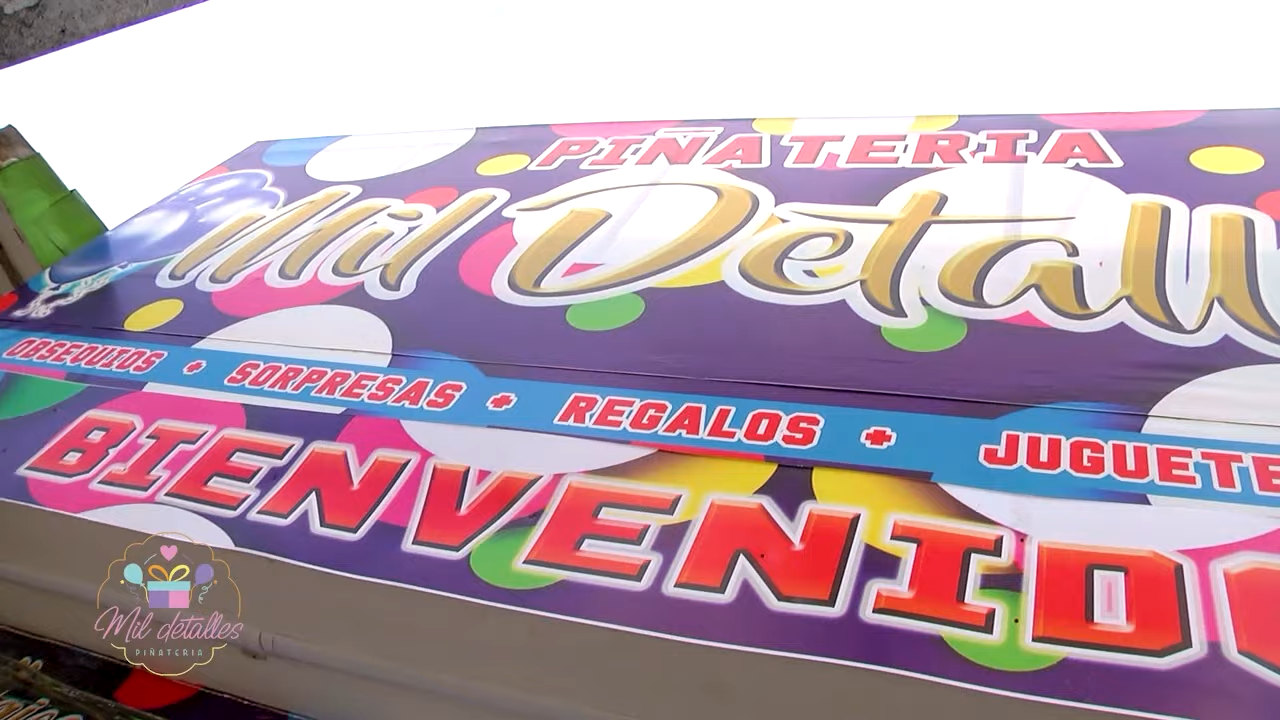 PIÑATERIA
Mil Detall
OBSEQUIOS + SORPRESAS + REGALOS + JUGUETE
BIENVENIDO
Mil detalles
PIÑATERIA